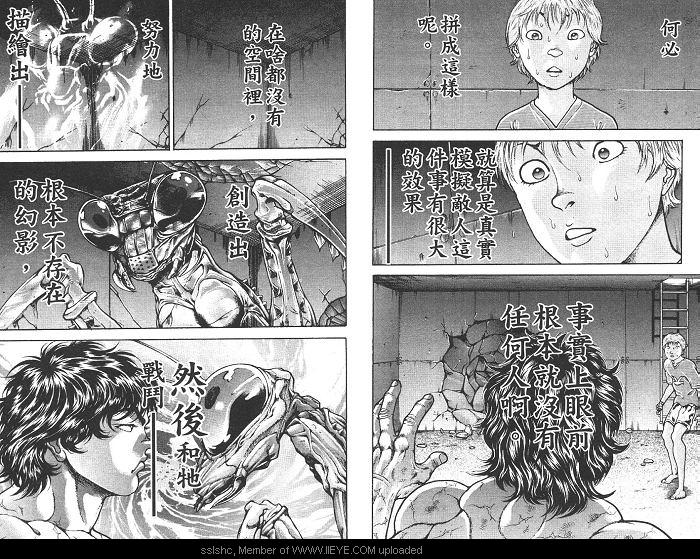 何必
拼成這樣
呢。
就算是真實
模擬敵人這
件事有很大
的效果
事實上眼前
根本就沒有
任何人啊。
在啥都沒有
的空間裡，
努力地
描繪出——
創造出
根本不存在
的幻影，
然後和牠
戰鬥——
sslshc, Member of WWW.IIEYE.COM uploaded